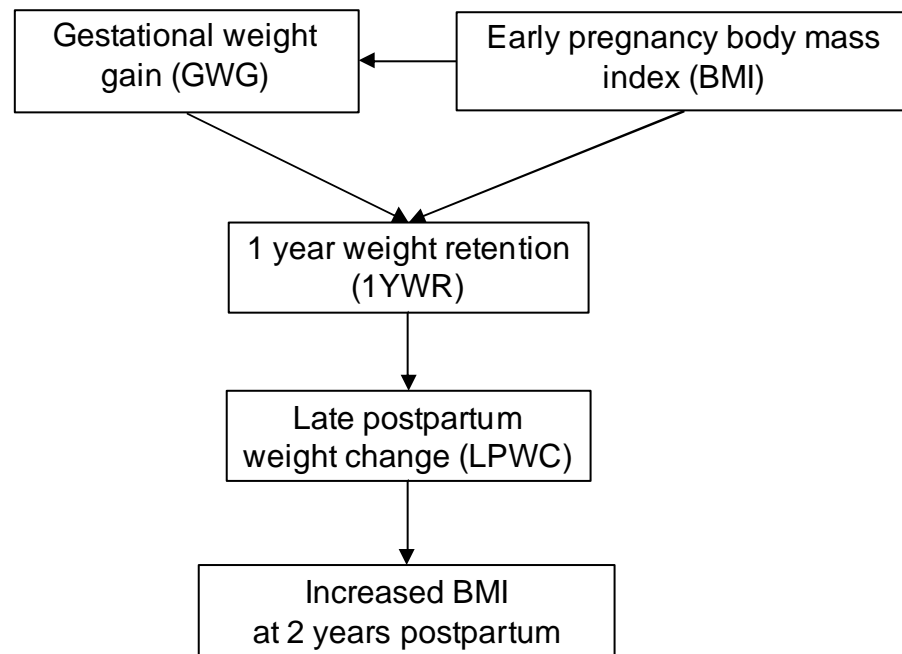 Gestational weight
gain (GWG)
Early pregnancy body mass
index (BMI)
1 year weight retention
(1YWR)
Late postpartum
weight change (LPWC)
Increased BMI
at 2 years postpartum